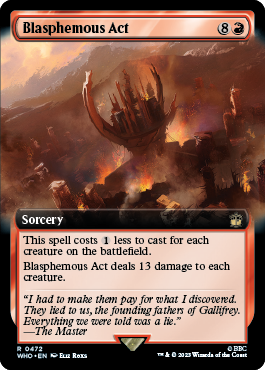 Blasphemous Act 8
Sorcery
This spell costs 1 less to cast for each
creature on the battlefield.
Blasphemous Act deals 13 damage to each
creature.
“I had to make them pay for what I discovered.
They lied to us, the founding fathers of Gallifrey.
Everything we were told was a lie.”
—The Master
R 0472
WHO • EN Euz Roxs
© BBC
™ & © 2023 Wizards of the Coast